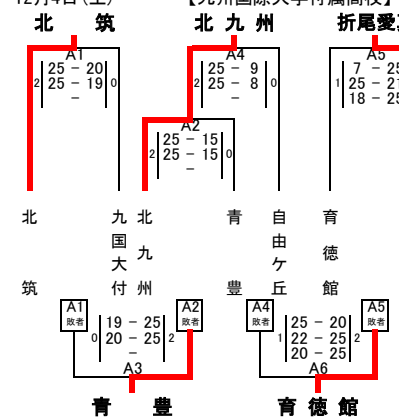 12月4日(土) 【九州国際大学付属高校】
北 筑 北 九 州 折尾愛
A1 A4
2 25 - 20 0 2 25 - 9 0 1 7 - 25
25 - 19 25 - 8 25 - 21
- - 18 - 25
A2
2 25 - 15 0
25 - 15
-
北筑 九国大付 北九州 青豊 自由ケ丘 育徳館
A1 敗者 0 19 - 25 2 A2 敗者 A4 敗者 1 25 - 20 2 A5 敗者
20 - 25 22 - 25
- 20 - 25
A3 A6
青 豊 育 徳 館